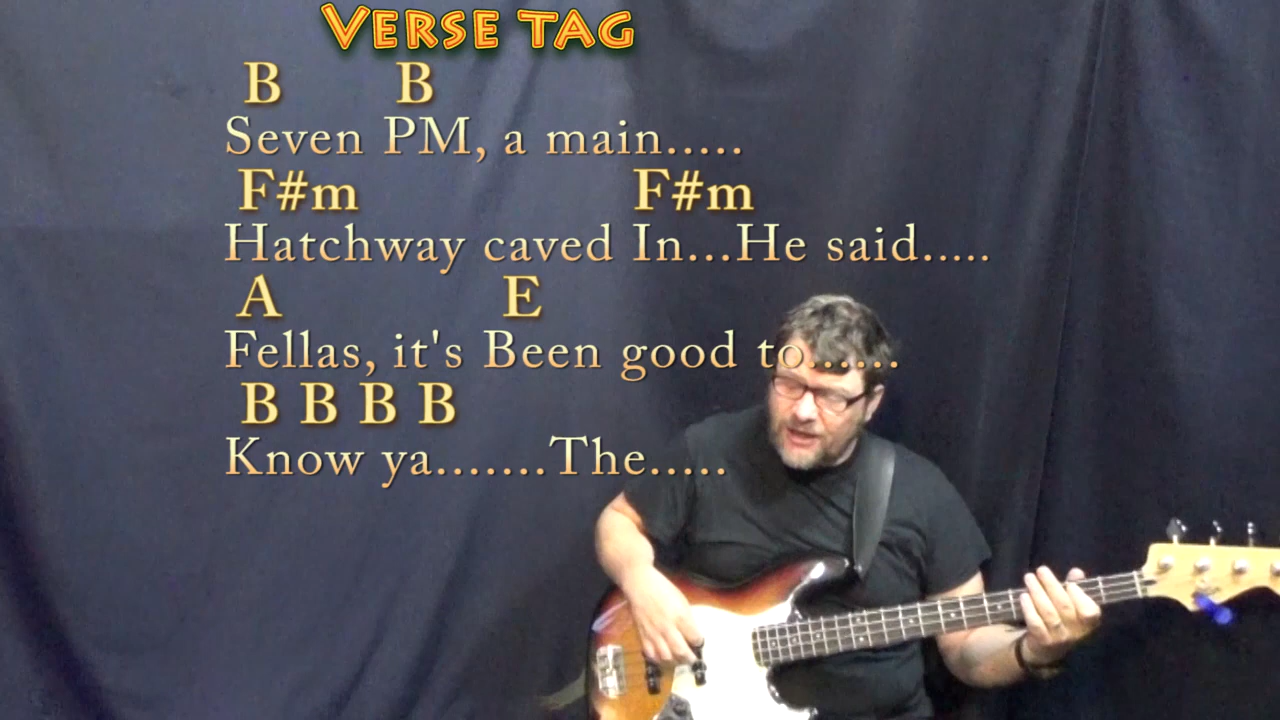 VERSE TAG
B B
Seven PM, a main.....
F#m F#m
Hatchway caved In...He said.....
A E
Fellas, it's Been good to......
B B B B
Know ya.......The.....